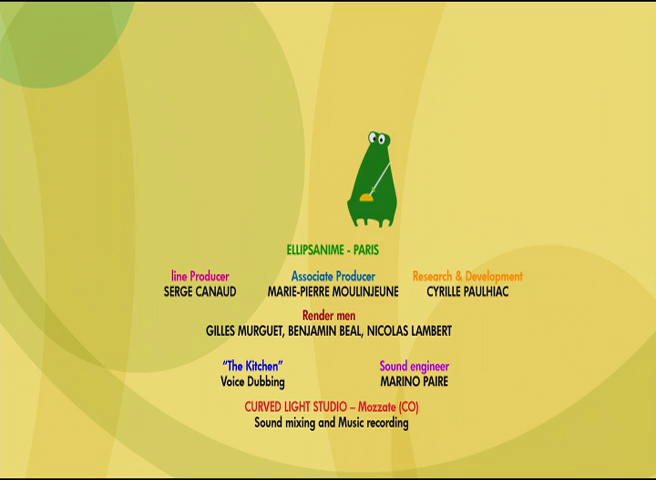 ELLIPSANIME - PARIS
line Producer Associate Producer Research & Development
SERGE CANAUD MARIE-PIERRE MOULINJEUNE CYRILLE PAULHIAC
Render men
GILLES MURGUET, BENJAMIN BEAL, NICOLAS LAMBERT
“The Kitchen” Sound engineer
Voice Dubbing MARINO PAIRE
CURVED LIGHT STUDIO – Mozzate (CO)
Sound mixing and Music recording